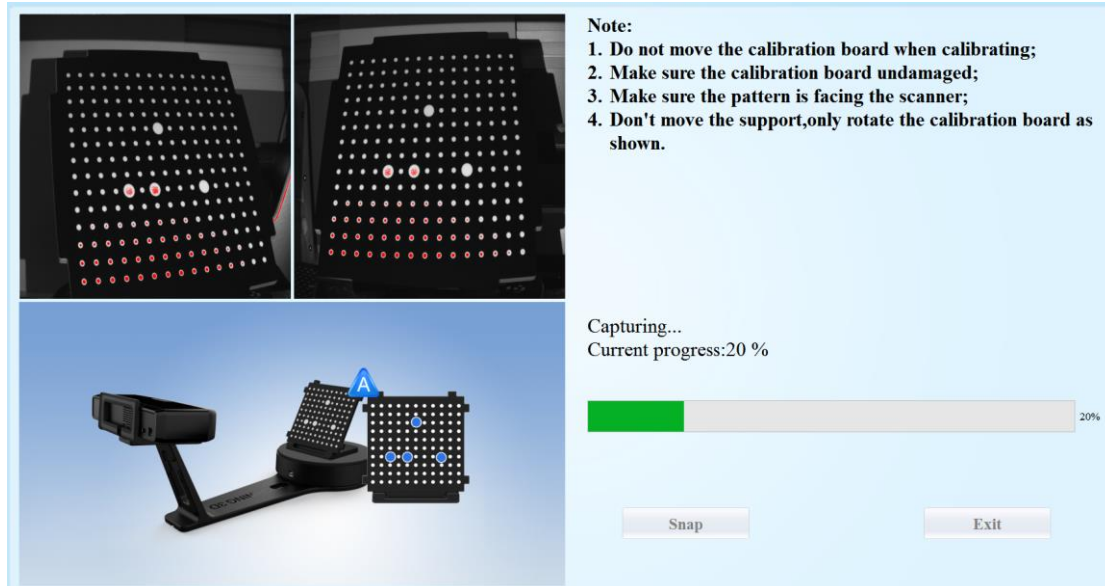 Note:
1. Do not move the calibration board when calibrating;
2. Make sure the calibration board undamaged;
3. Make sure the pattern is facing the scanner;
4. Don't move the support,only rotate the calibration board as
shown.
Capturing...
Current progress:20 %
20%
A
Snap
Exit